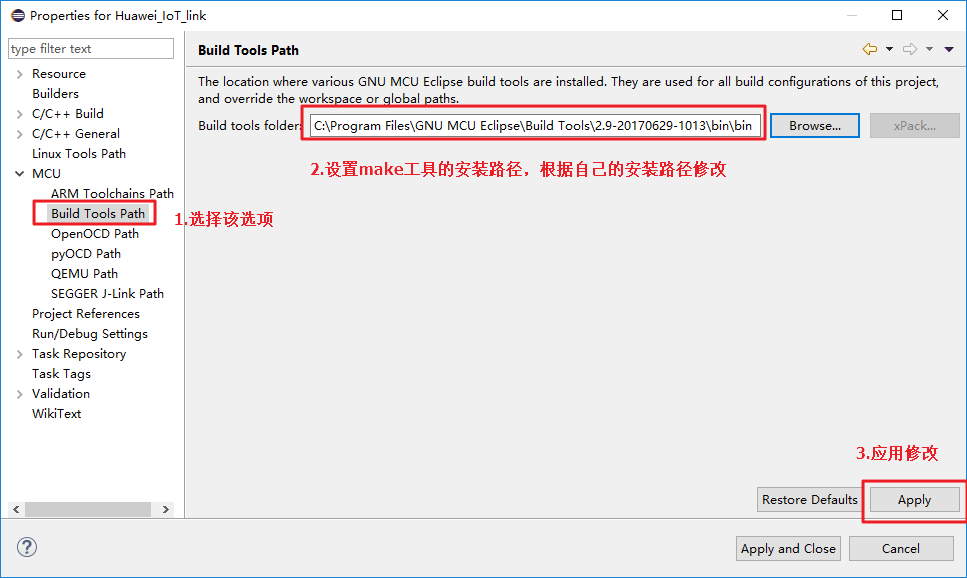 Properties for Huawei_IoT_link
type filter text
Resource
Builders
C/C++ Build
C/C++ General
Linux Tools Path
MCU
ARM Toolchains Path
Build Tools Path
OpenOCD Path
pyOCD Path
QEMU Path
SEGGER J-Link Path
Project References
Run/Debug Settings
Task Repository
Task Tags
Validation
WikiText
1.选择该选项
Build Tools Path
The location where various GNU MCU Eclipse build tools are installed. They are used for all build configurations of this project,
and override the workspace or global paths.
Build tools folder: C:\Program Files\GNU MCU Eclipse\Build Tools\2.9-20170629-1013\bin\bin Browse... xPack...
2.设置make工具的安装路径，根据自己的安装路径修改
3.应用修改
Restore Defaults Apply
? Apply and Close Cancel